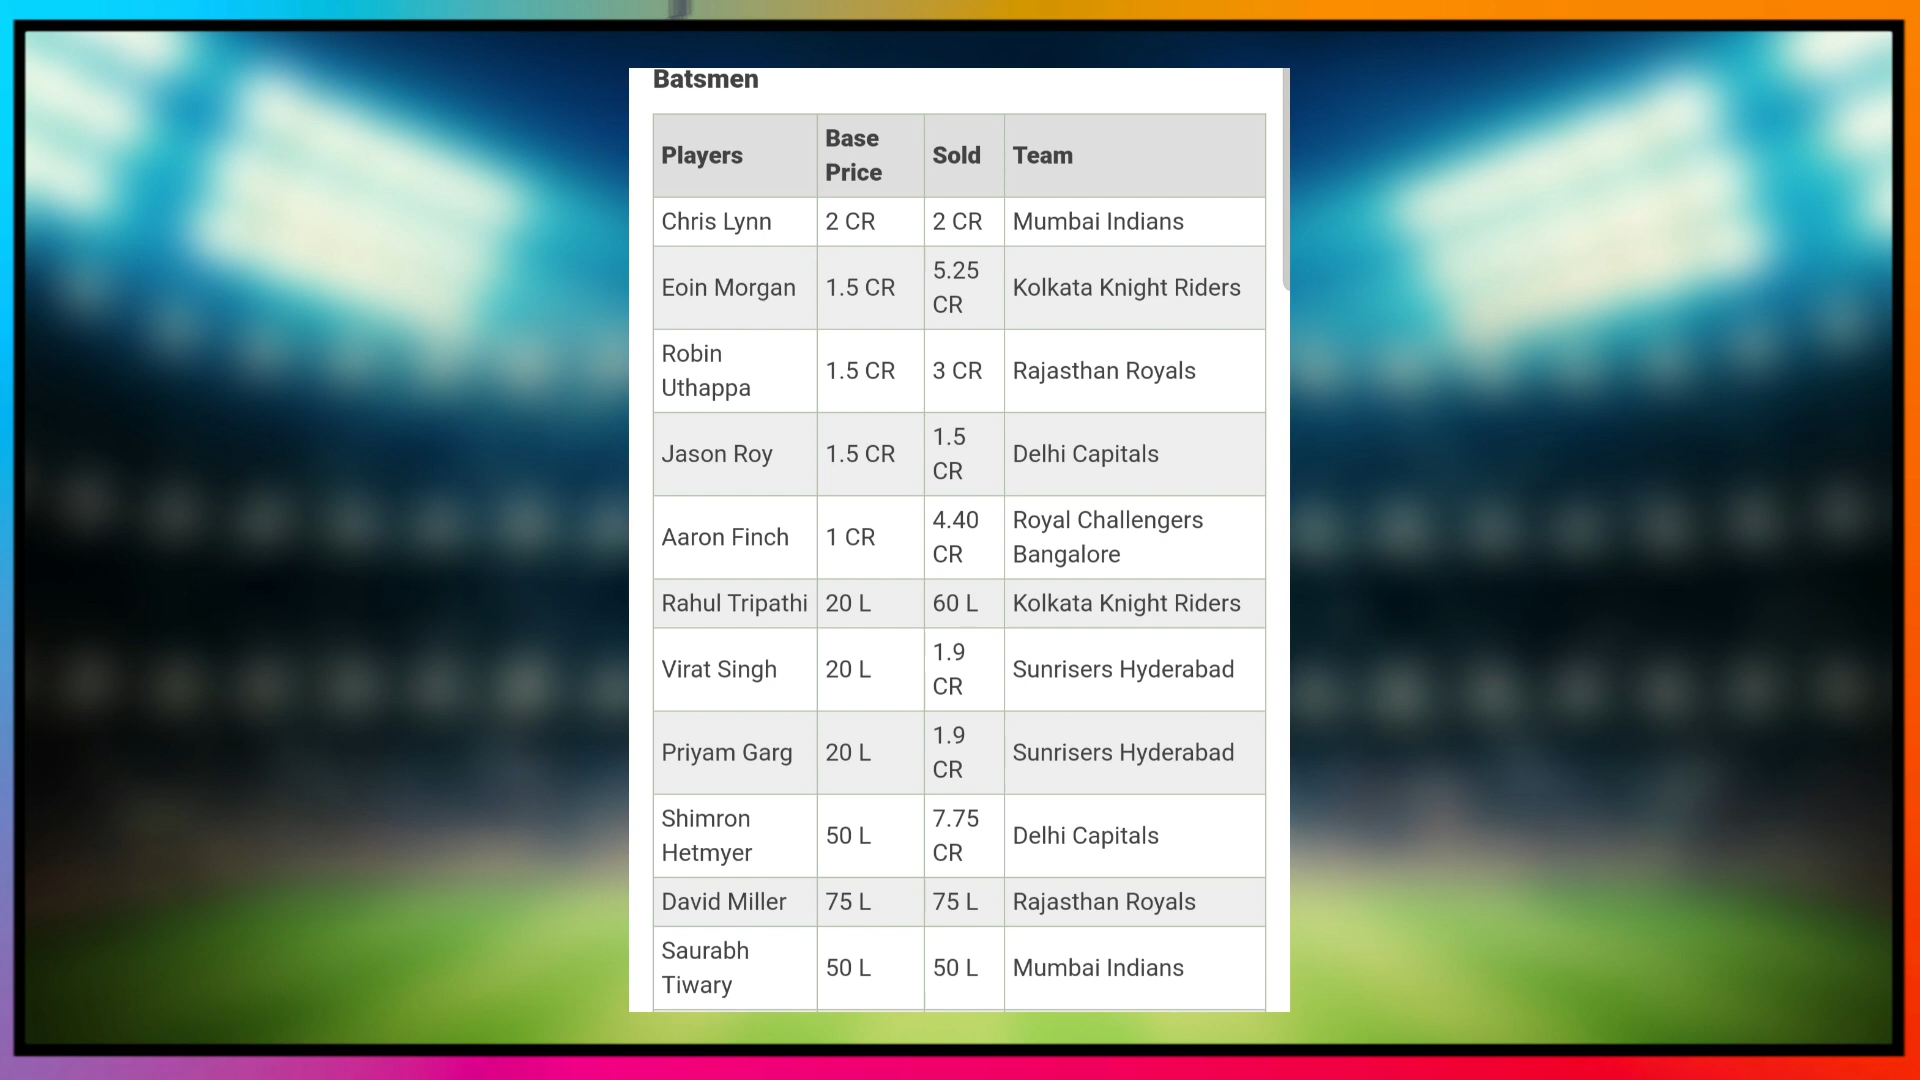 Batsmen
Players Base Price Sold Team
Chris Lynn 2 CR 2 CR Mumbai Indians
Eoin Morgan 1.5 CR 5.25 CR Kolkata Knight Riders
Robin Uthappa 1.5 CR 3 CR Rajasthan Royals
Jason Roy 1.5 CR 1.5 CR Delhi Capitals
Aaron Finch 1 CR 4.40 CR Royal Challengers Bangalore
Rahul Tripathi 20 L 60 L Kolkata Knight Riders
Virat Singh 20 L 1.9 CR Sunrisers Hyderabad
Priyam Garg 20 L 1.9 CR Sunrisers Hyderabad
Shimron Hetmyer 50 L 7.75 CR Delhi Capitals
David Miller 75 L 75 L Rajasthan Royals
Saurabh Tiwary 50 L 50 L Mumbai Indians